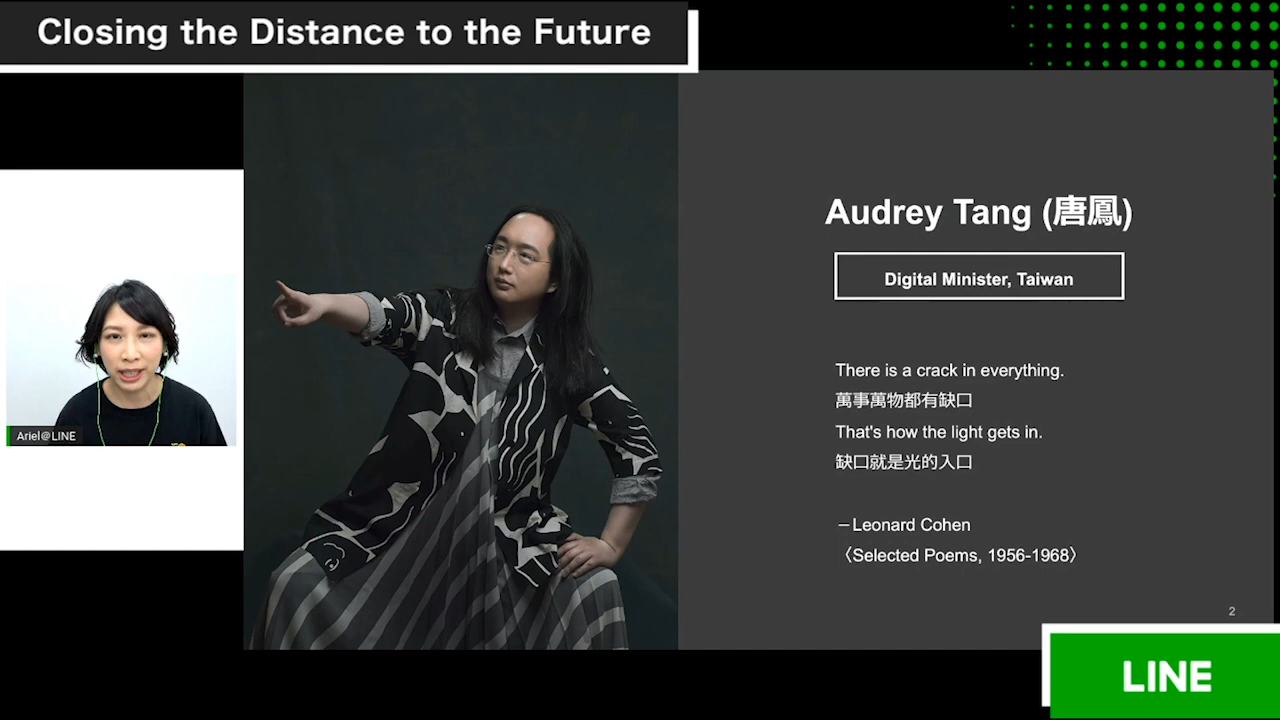 Closing the Distance to the Future
Ariel@LINE
Audrey Tang (唐鳳)
Digital Minister, Taiwan
There is a crack in everything.
萬事萬物都有缺口
That's how the light gets in.
缺口就是光的入口
–Leonard Cohen
〈Selected Poems, 1956-1968〉
2
LINE